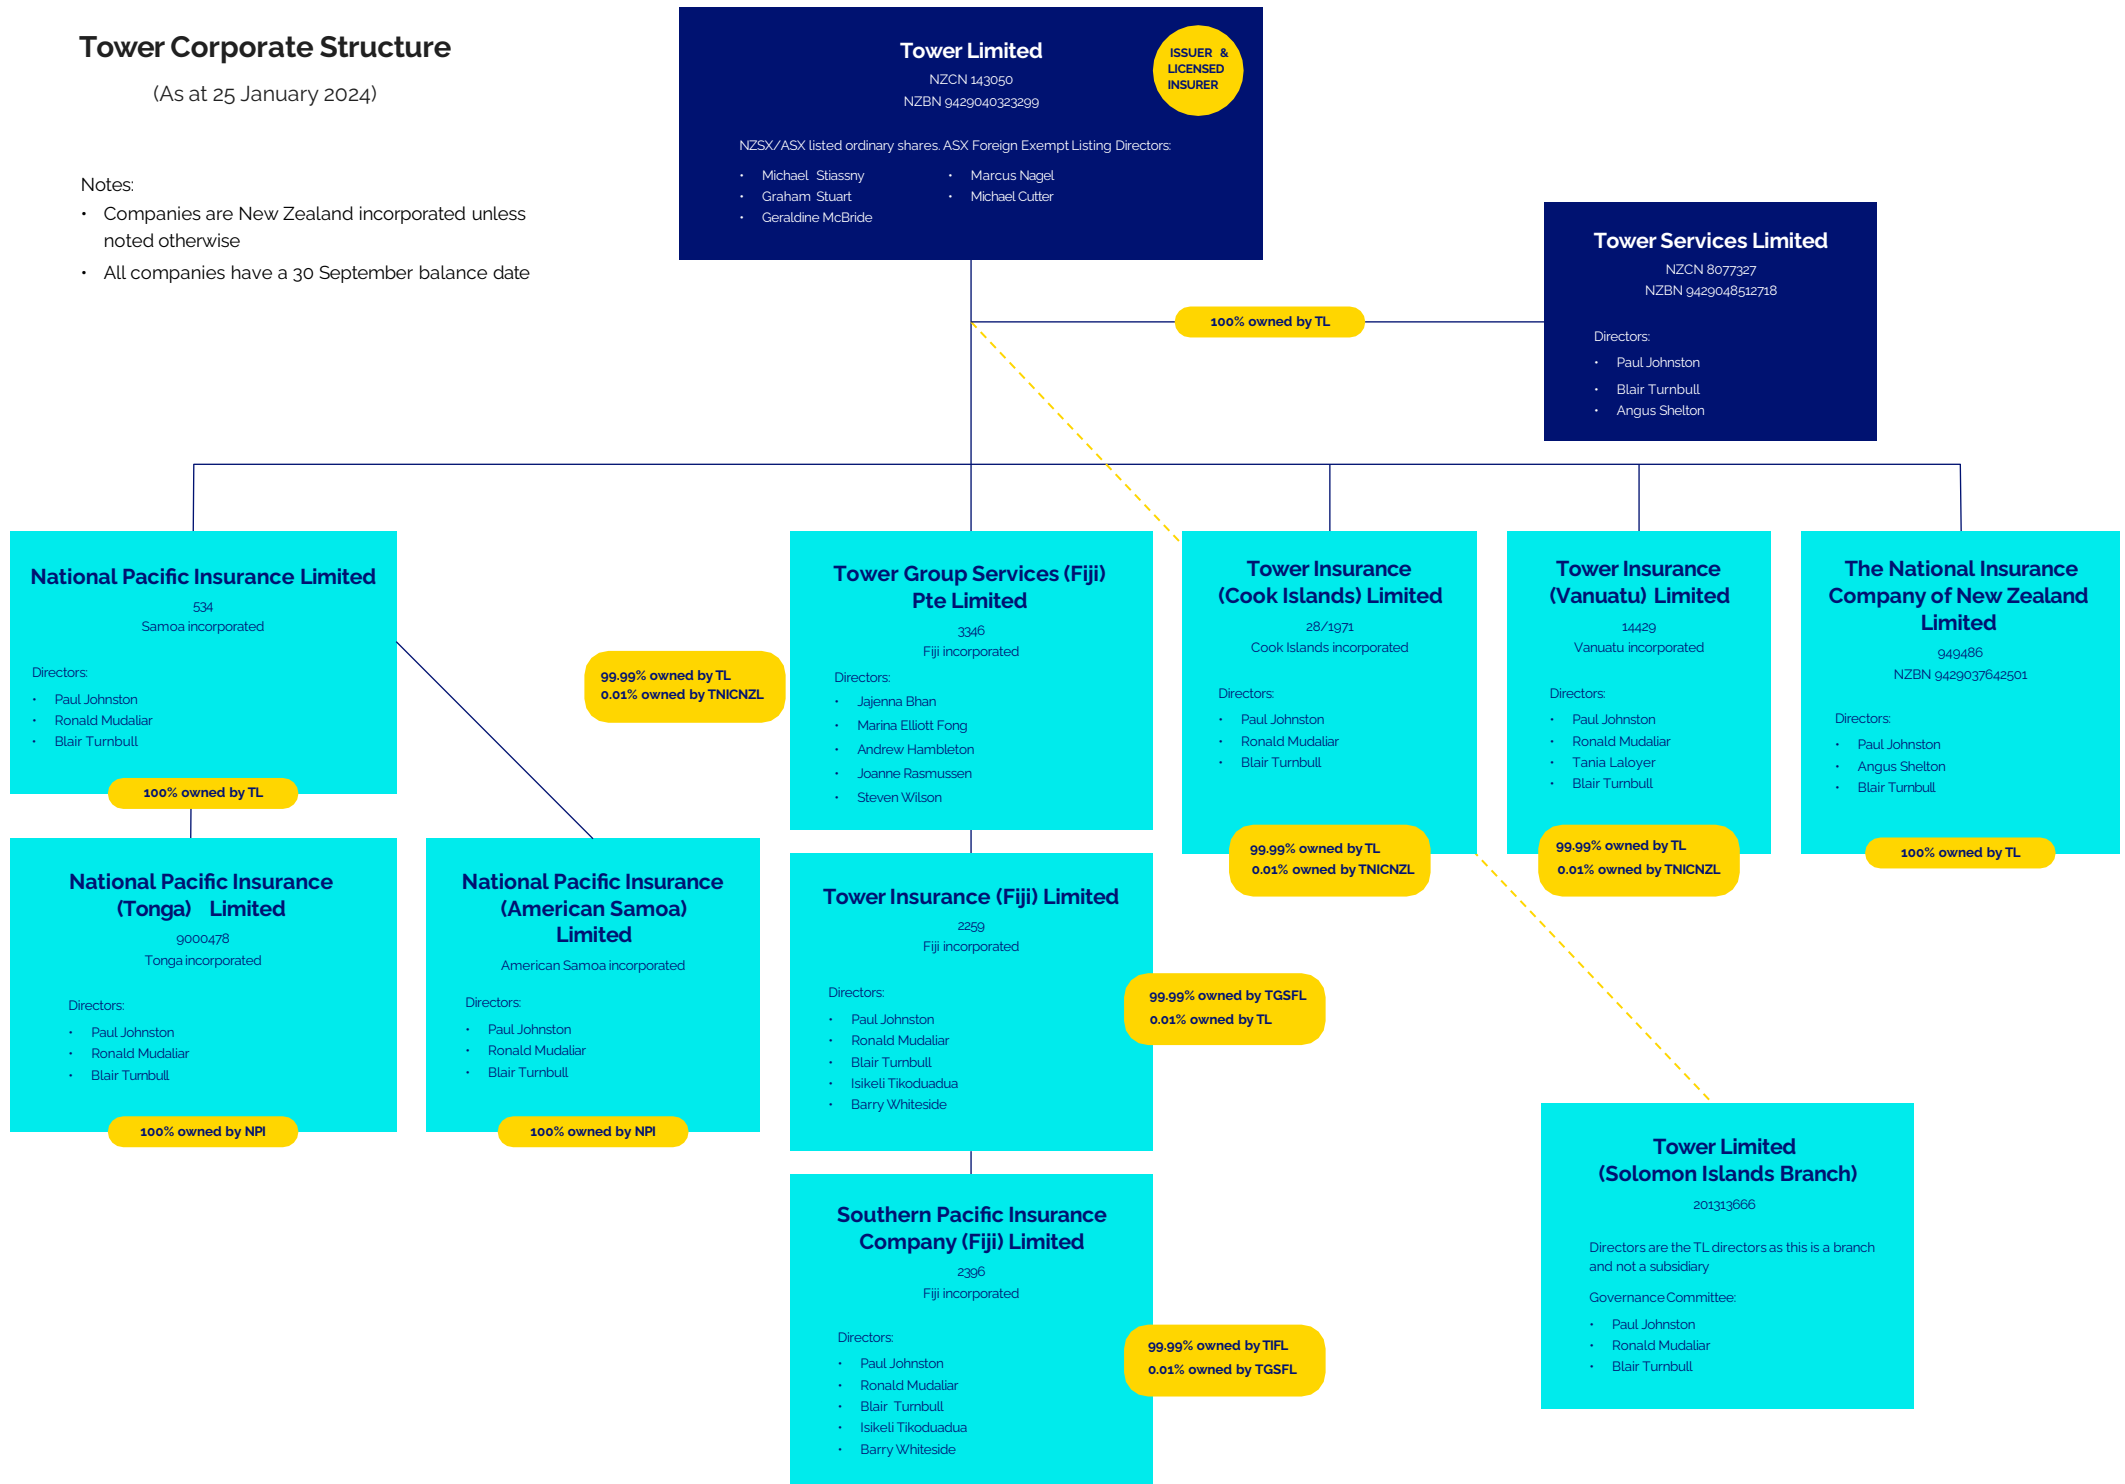 Tower Corporate Structure
(As at 25 January 2024)
Notes:
• Companies are New Zealand incorporated unless
noted otherwise
• All companies have a 30 September balance date
Tower Limited
NZCN 143050
NZBN 9429040323299
ISSUER &
LICENSED
INSURER
NZSX/ASX listed ordinary shares. ASX Foreign Exempt Listing Directors:
• Michael Stiassny
• Graham Stuart
• Geraldine McBride
• Marcus Nagel
• Michael Cutter
Tower Services Limited
NZCN 8077327
NZBN 9429048512718
Directors:
• Paul Johnston
• Blair Turnbull
• Angus Shelton
100% owned by TL
National Pacific Insurance Limited
534
Samoa incorporated
Directors:
• Paul Johnston
• Ronald Mudaliar
• Blair Turnbull
100% owned by TL
99.99% owned by TL
0.01% owned by TNICNZL
Tower Group Services (Fiji)
Pte Limited
3346
Fiji incorporated
Directors:
• Jajenna Bhan
• Marina Elliott Fong
• Andrew Hambleton
• Joanne Rasmussen
• Steven Wilson
Tower Insurance
(Cook Islands) Limited
28/1971
Cook Islands incorporated
Directors:
• Paul Johnston
• Ronald Mudaliar
• Blair Turnbull
99.99% owned by TL
0.01% owned by TNICNZL
Tower Insurance
(Vanuatu) Limited
14429
Vanuatu incorporated
Directors:
• Paul Johnston
• Ronald Mudaliar
• Tania Laloyer
• Blair Turnbull
99.99% owned by TL
0.01% owned by TNICNZL
The National Insurance
Company of New Zealand
Limited
949486
NZBN 9429037642501
Directors:
• Paul Johnston
• Angus Shelton
• Blair Turnbull
100% owned by TL
National Pacific Insurance
(Tonga) Limited
9000478
Tonga incorporated
Directors:
• Paul Johnston
• Ronald Mudaliar
• Blair Turnbull
100% owned by NPI
National Pacific Insurance
(American Samoa)
Limited
American Samoa incorporated
Directors:
• Paul Johnston
• Ronald Mudaliar
• Blair Turnbull
100% owned by NPI
Tower Insurance (Fiji) Limited
2259
Fiji incorporated
Directors:
• Paul Johnston
• Ronald Mudaliar
• Blair Turnbull
• Isikeli Tikoduadua
• Barry Whiteside
99.99% owned by TGSFL
0.01% owned by TL
Southern Pacific Insurance
Company (Fiji) Limited
2396
Fiji incorporated
Directors:
• Paul Johnston
• Ronald Mudaliar
• Blair Turnbull
• Isikeli Tikoduadua
• Barry Whiteside
99.99% owned by TIFL
0.01% owned by TGSFL
Tower Limited
(Solomon Islands Branch)
201313666
Directors are the TL directors as this is a branch
and not a subsidiary
Governance Committee:
• Paul Johnston
• Ronald Mudaliar
• Blair Turnbull